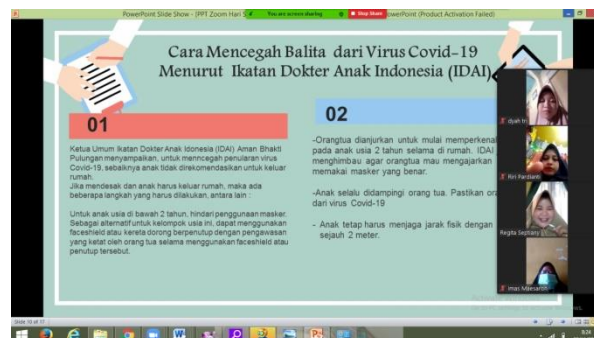 PowerPoint Slide Show - [PPT Zoom Hari
You are screen sharing
Stop Share
PowerPoint (Product Activation Failed)
Cara Mencegah Balita dari Virus Covid-19
Menurut Ikatan Dokter Anak Indonesia (IDAI)
01
Ketua Umum Ikatan Dokter Anak Idonesia (IDAI) Aman Bhakti
Pulungan menyampaikan, untuk menncegah penularan virus
Covid-19, sebaiknya anak tidak direkomendasikan untuk keluar
rumah.
Jika mendesak dan anak harus keluar rumah, maka ada
beberapa langkah yang harus dilakukan, antara lain :
Untuk anak usia di bawah 2 tahun, hindari penggunaan masker.
Sebagai alternatif untuk kelompok usia ini, dapat menggunakan
faceshield atau kereta dorong berpenutup dengan pengawasan
yang ketat oleh orang tua selama menggunakan faceshield atau
penutup tersebut.
02
-Orangtua dianjurkan untuk mulai memperkenal
pada anak usia 2 tahun selama di rumah. IDAI
menghimbau agar orangtua mau mengajarkan
memakai masker yang benar.
-Anak selalu didampingi orang tua. Pastikan ora
dari virus Covid-19
- Anak tetap harus menjaga jarak fisik dengan
sejauh 2 meter.
dyah tri
Riri Pardianti
Regita Septiany
imas Maesaroh
Slide 10 of 17
8:24